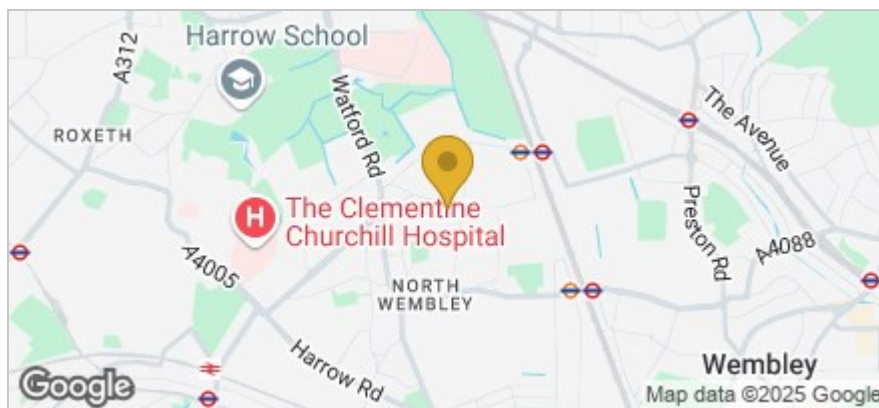 A312
Harrow School
ROXETH
Watford Rd
The Avenue
H
The Clementine
Churchill Hospital
Preston Rd
A4088
A4005
NORTH
WEMBLEY
Harrow Rd
Wembley
Google
Map data ©2025 Google